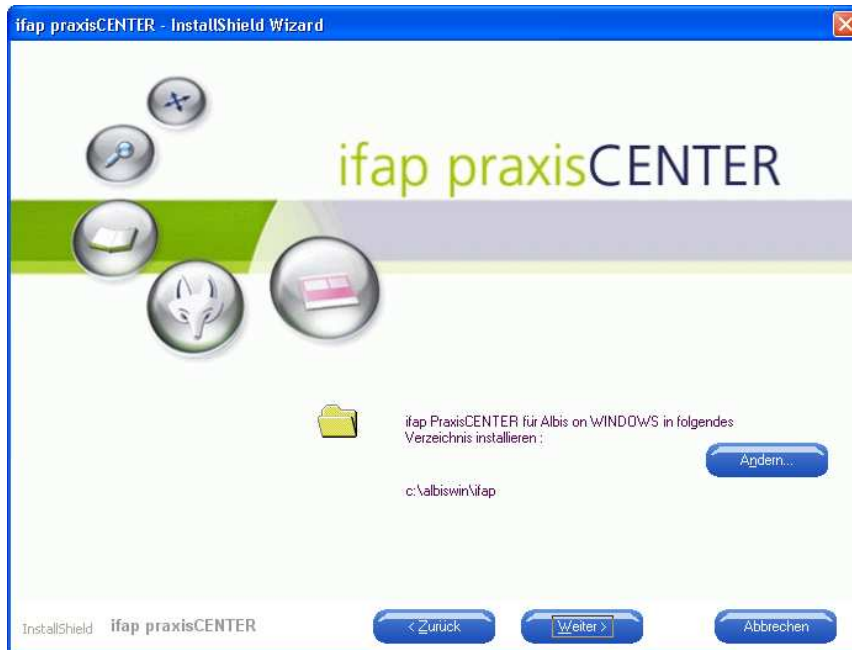 ifap praxisCENTER - InstallShield Wizard
ifap praxisCENTER
ifap PraxisCENTER für Albis on WINDOWS in folgendes
Verzeichnis installieren :
Ändern...
c:\albiswin\ifap
InstallShield
ifap praxisCENTER
< Zurück
Weiter >
Abbrechen